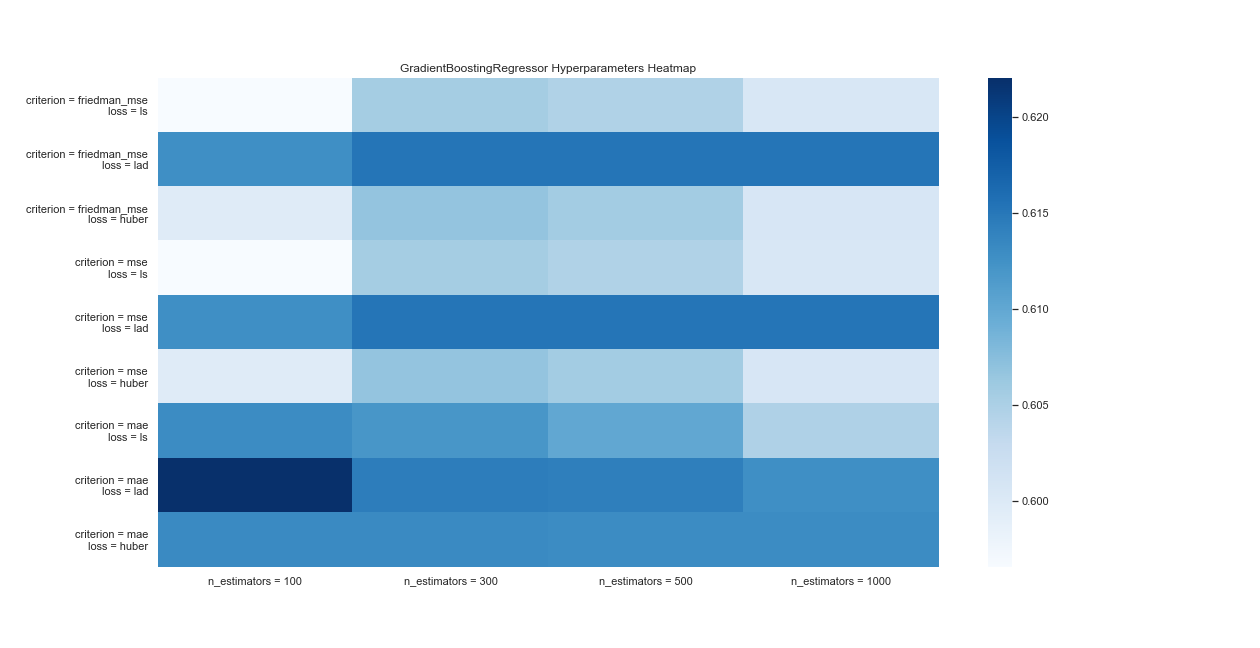 GradientBoostingRegressor Hyperparameters Heatmap
criterion = friedman_mse
loss = ls
criterion = friedman_mse
loss = lad
criterion = friedman_mse
loss = huber
criterion = mse
loss = ls
criterion = mse
loss = lad
criterion = mse
loss = huber
criterion = mae
loss = ls
criterion = mae
loss = lad
criterion = mae
loss = huber
n_estimators = 100
n_estimators = 300
n_estimators = 500
n_estimators = 1000
0.620
0.615
0.610
0.605
0.600